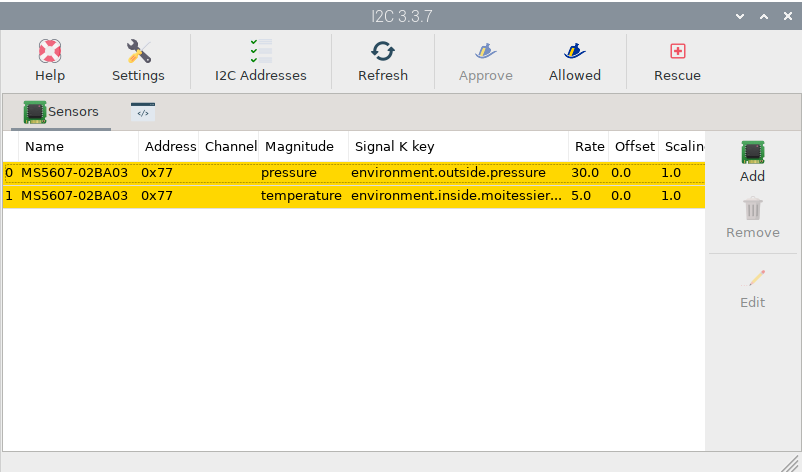 I2C 3.3.7
Help Settings I2C Addresses Refresh Approve Allowed Rescue
Sensors </>
Name Address Channel Magnitude Signal K key Rate Offset Scalin
0 MS5607-02BA03 0x77 pressure environment.outside.pressure 30.0 0.0 1.0
1 MS5607-02BA03 0x77 temperature environment.inside.moitessier... 5.0 0.0 1.0
Add
Remove
Edit